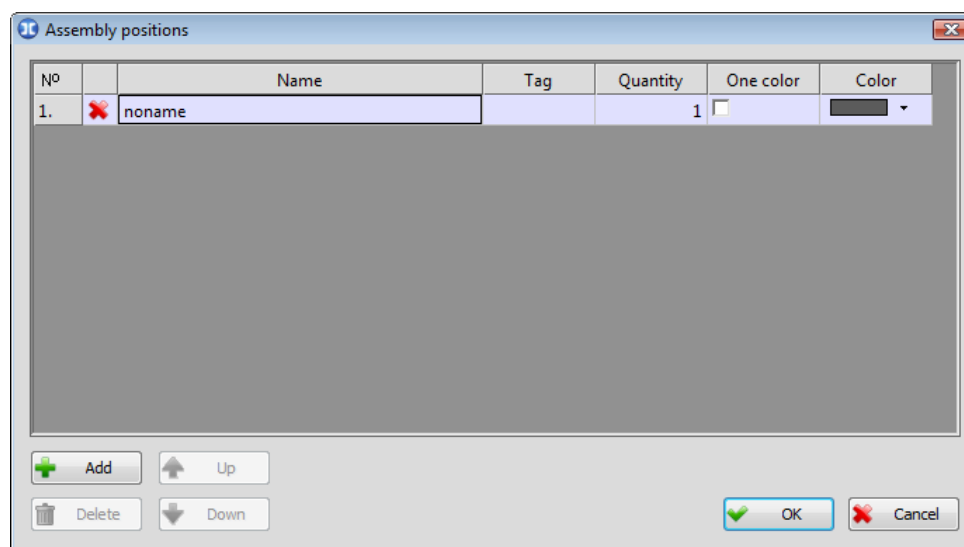 Assembly positions
Nº Name Tag Quantity One color Color
1. noname 1
Add Up
Delete Down OK Cancel